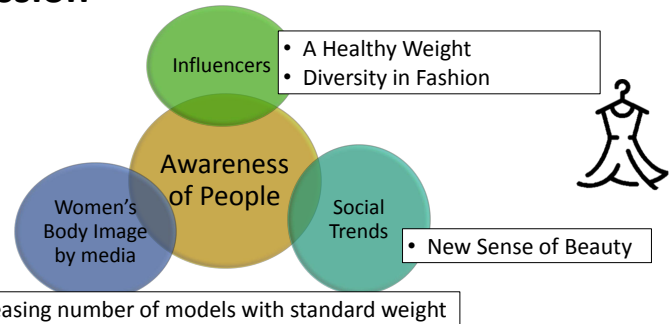 Influencers
• A Healthy Weight
• Diversity in Fashion
Awareness
of People
Women's
Body Image
by media
Social
Trends
• New Sense of Beauty
number of models with standard weight